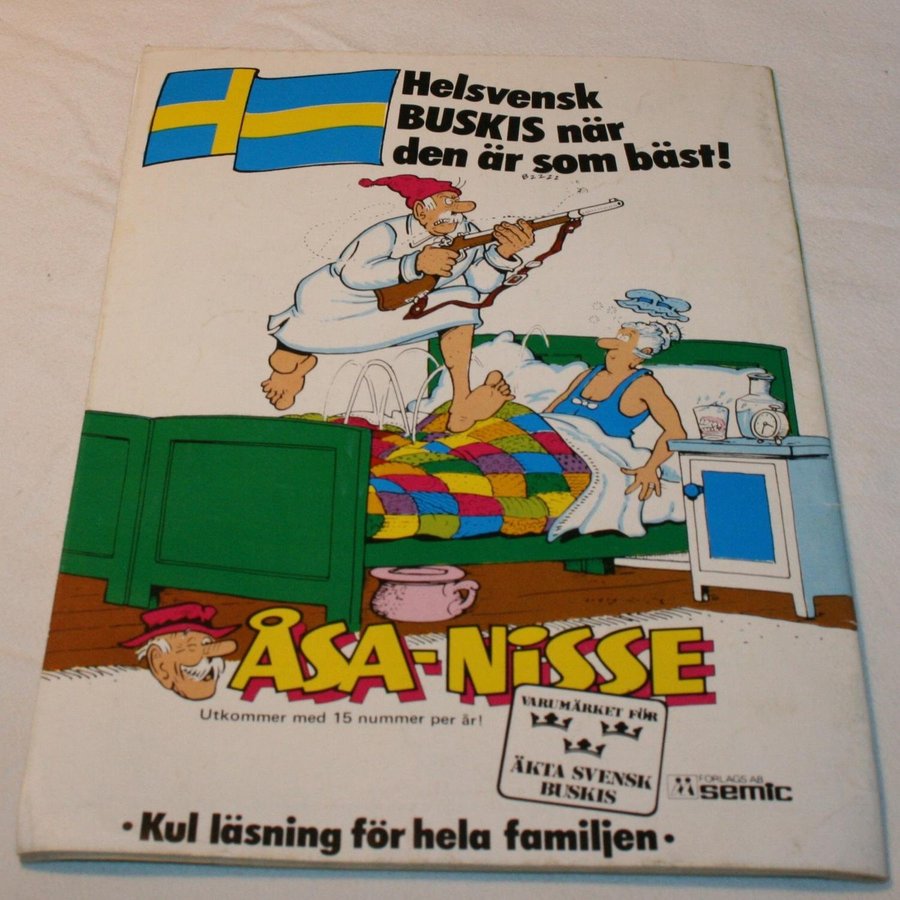 Helsvensk
BUSKIS när
den är som bäst!
BZZZZ
ÅSA-NISSE
Utkommer med 15 nummer per år!
VARUMÄRKET FÖR
ÄKTA SVENSK
BUSKIS
FÖRLAGS AB
semic
• Kul läsning för hela familjen •